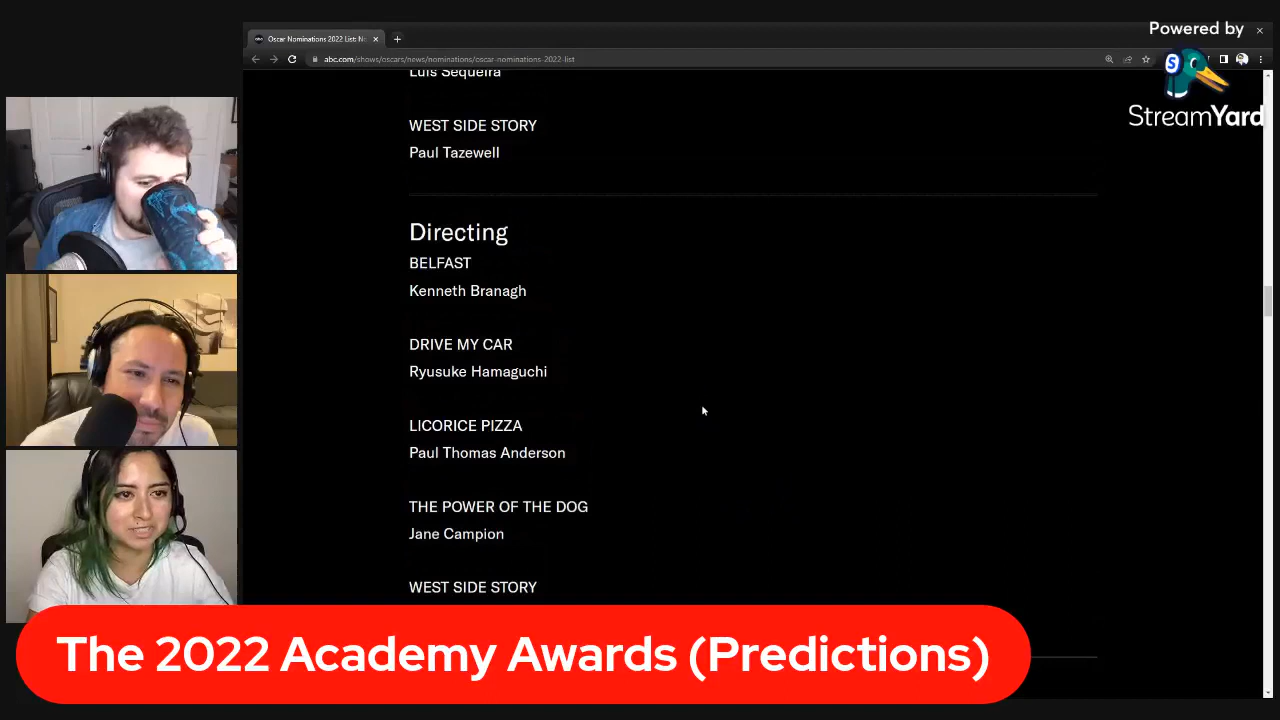 Powered by
StreamYard
Oscar Nominations 2022 List: N
abc.com/shows/oscars/news/nominations/oscar-nominations-2022-list
Luis Sequeira
WEST SIDE STORY
Paul Tazewell
Directing
BELFAST
Kenneth Branagh
DRIVE MY CAR
Ryusuke Hamaguchi
LICORICE PIZZA
Paul Thomas Anderson
THE POWER OF THE DOG
Jane Campion
WEST SIDE STORY
The 2022 Academy Awards (Predictions)